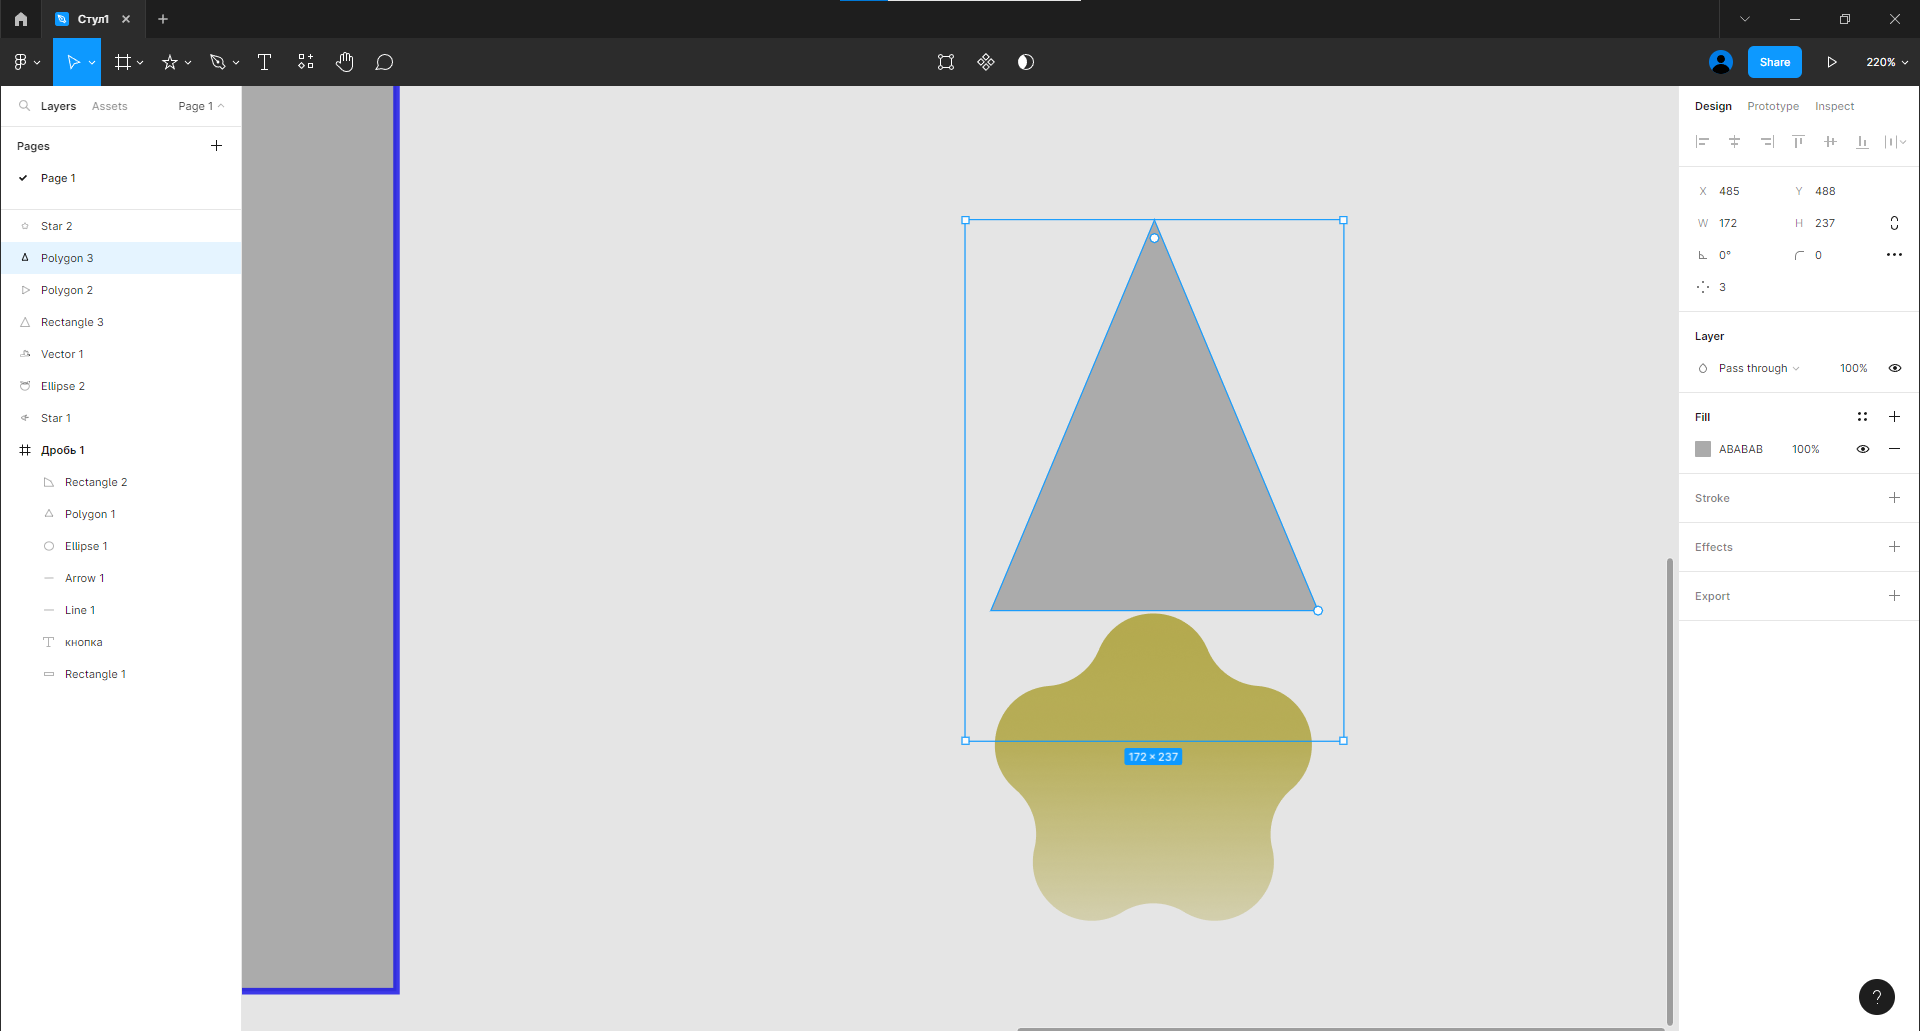 Стул1
Share
220%
Layers
Assets
Page 1
Pages
Page 1
Star 2
Polygon 3
Polygon 2
Rectangle 3
Vector 1
Ellipse 2
Star 1
Дробь 1
Rectangle 2
Polygon 1
Ellipse 1
Arrow 1
Line 1
кнопка
Rectangle 1
172 × 237
Design
Prototype
Inspect
X 485
Y 488
W 172
H 237
0°
0
3
Layer
Pass through
100%
Fill
ABABAB
100%
Stroke
Effects
Export
?